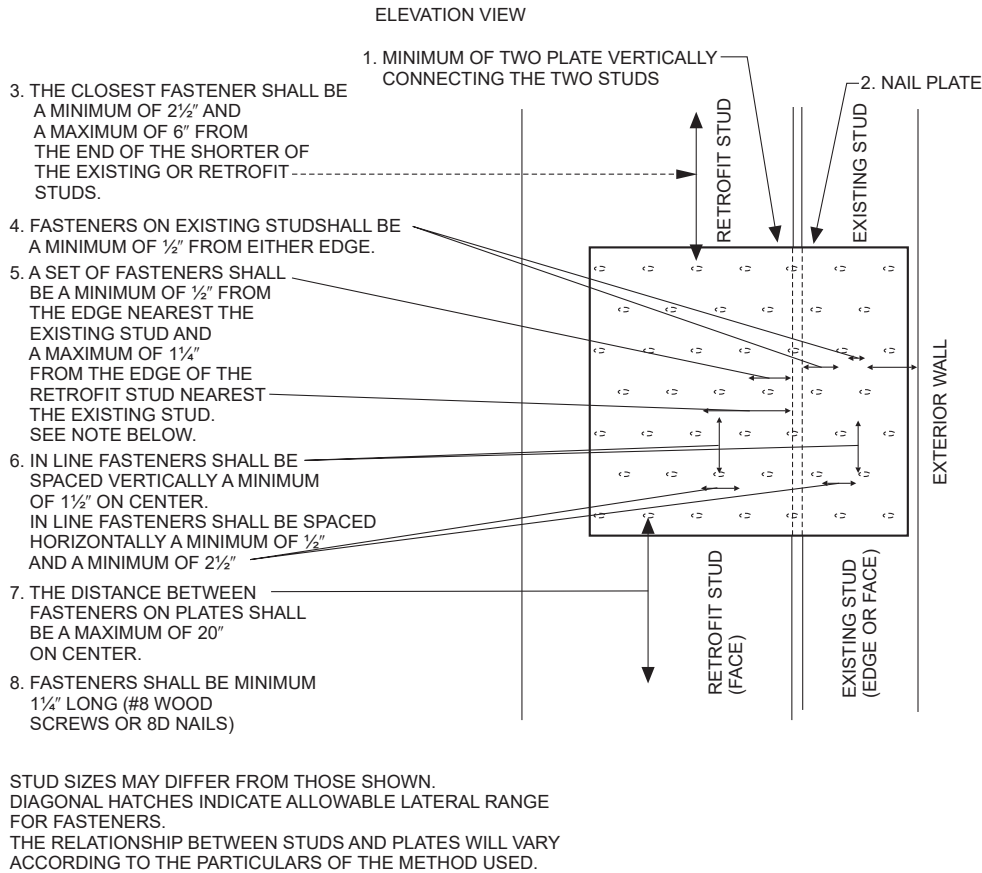 ELEVATION VIEW
1. MINIMUM OF TWO PLATE VERTICALLY
CONNECTING THE TWO STUDS
2. NAIL PLATE
3. THE CLOSEST FASTENER SHALL BE
A MINIMUM OF 2½″ AND
A MAXIMUM OF 6″ FROM
THE END OF THE SHORTER OF
THE EXISTING OR RETROFIT
STUDS.
RETROFIT STUD
EXISTING STUD
4. FASTENERS ON EXISTING STUDSHALL BE
A MINIMUM OF ½″ FROM EITHER EDGE.
5. A SET OF FASTENERS SHALL
BE A MINIMUM OF ½″ FROM
THE EDGE NEAREST THE
EXISTING STUD AND
A MAXIMUM OF 1¼″
FROM THE EDGE OF THE
RETROFIT STUD NEAREST
THE EXISTING STUD.
SEE NOTE BELOW.
EXTERIOR WALL
6. IN LINE FASTENERS SHALL BE
SPACED VERTICALLY A MINIMUM
OF 1½″ ON CENTER.
IN LINE FASTENERS SHALL BE SPACED
HORIZONTALLY A MINIMUM OF ½″
AND A MINIMUM OF 2½″
7. THE DISTANCE BETWEEN
FASTENERS ON PLATES SHALL
BE A MAXIMUM OF 20″
ON CENTER.
RETROFIT STUD
(FACE)
EXISTING STUD
(EDGE OR FACE)
8. FASTENERS SHALL BE MINIMUM
1¼″ LONG (#8 WOOD
SCREWS OR 8D NAILS)
STUD SIZES MAY DIFFER FROM THOSE SHOWN.
DIAGONAL HATCHES INDICATE ALLOWABLE LATERAL RANGE
FOR FASTENERS.
THE RELATIONSHIP BETWEEN STUDS AND PLATES WILL VARY
ACCORDING TO THE PARTICULARS OF THE METHOD USED.